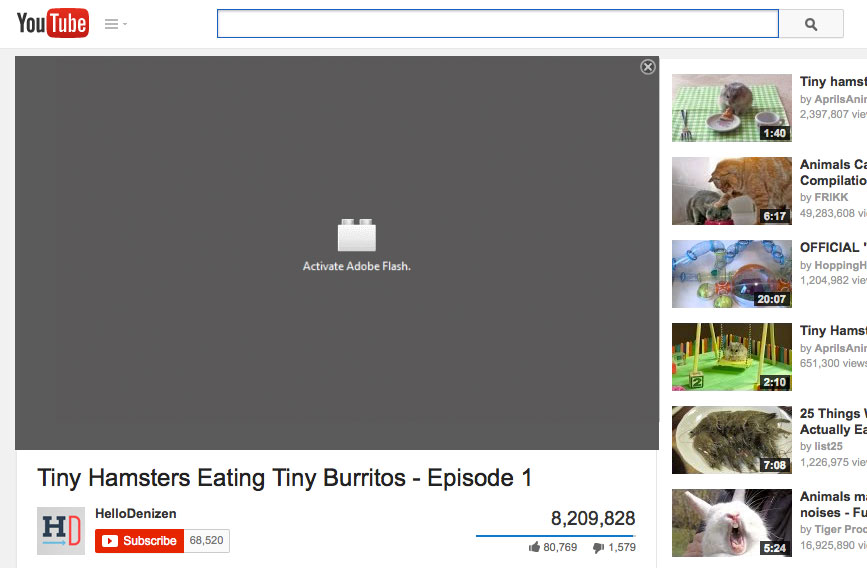 YouTube
Activate Adobe Flash.
Tiny Hamsters Eating Tiny Burritos - Episode 1
HelloDenizen
HD
Subscribe 68,520
8,209,828
80,769 1,579
Tiny hamst
by AprilsAni
2,397,807 vie
1:40
Animals Ca
Compilatio
by FRIKK
49,283,608 vi
6:17
OFFICIAL '
by HoppingH
1,204,982 view
20:07
Tiny Hamst
by AprilsAni
651,300 views
2:10
2
25 Things W
Actually Ea
by list25
1,226,975 view
7:08
Animals ma
noises - Fu
by Tiger Proc
16,925,890 vi
5:24